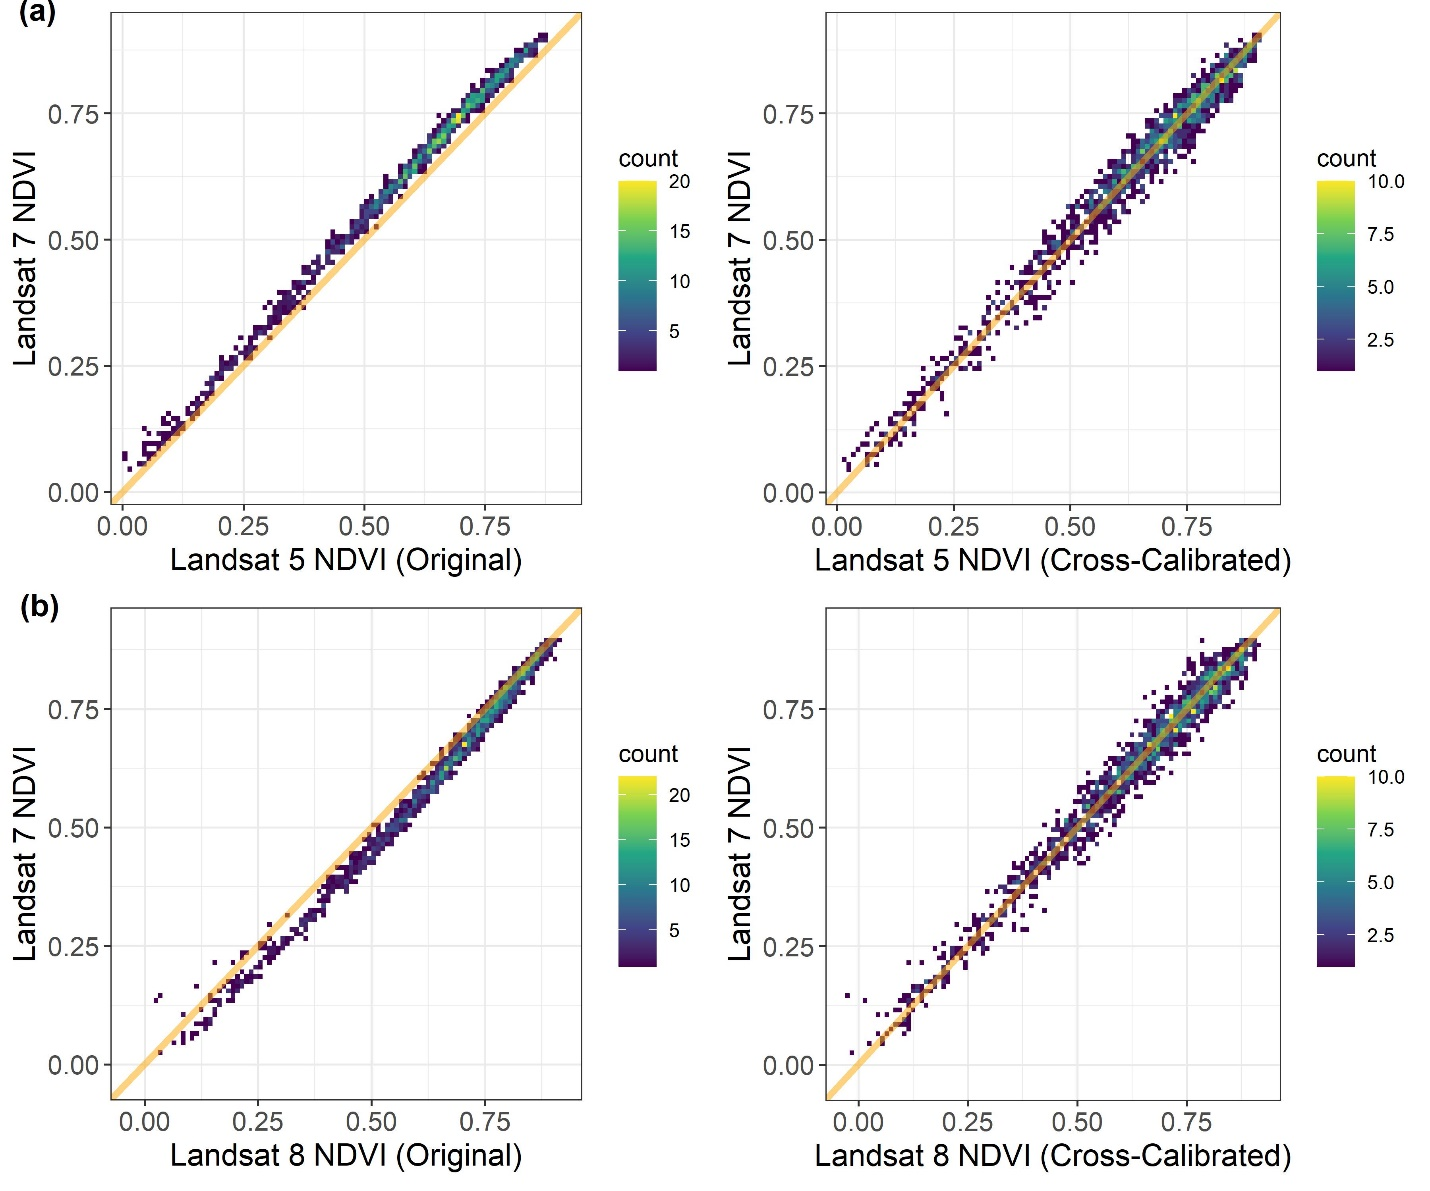 (a)
Landsat 7 NDVI
0.75
0.50
0.25
0.00
0.00 0.25 0.50 0.75
Landsat 5 NDVI (Original)
count
20
15
10
5
Landsat 7 NDVI
0.75
0.50
0.25
0.00
0.00 0.25 0.50 0.75
Landsat 5 NDVI (Cross-Calibrated)
count
10.0
7.5
5.0
2.5
(b)
Landsat 7 NDVI
0.75
0.50
0.25
0.00
0.00 0.25 0.50 0.75
Landsat 8 NDVI (Original)
count
20
15
10
5
Landsat 7 NDVI
0.75
0.50
0.25
0.00
0.00 0.25 0.50 0.75
Landsat 8 NDVI (Cross-Calibrated)
count
10.0
7.5
5.0
2.5